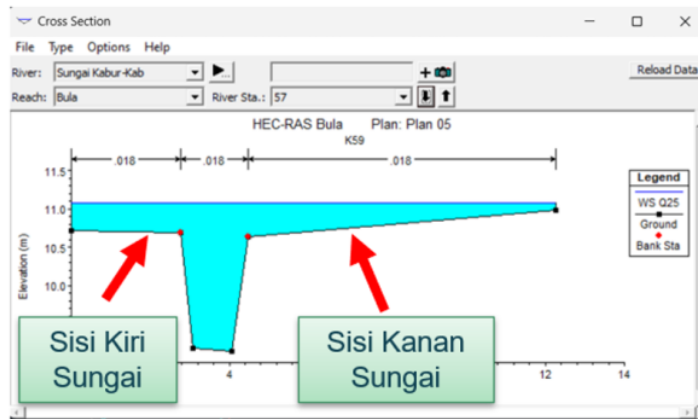 Cross Section
File Type Options Help
River: Sungai Kabur-Kab
Reload Data
Reach: Bula River Sta.: 57
HEC-RAS Bula Plan: Plan 05
K59
.018 .018 .018
Legend
WS Q25
Ground
Bank Sta
Elevation (m)
11.5
11.0
10.5
10.0
Sisi Kiri
Sungai
Sisi Kanan
Sungai
4 12 14